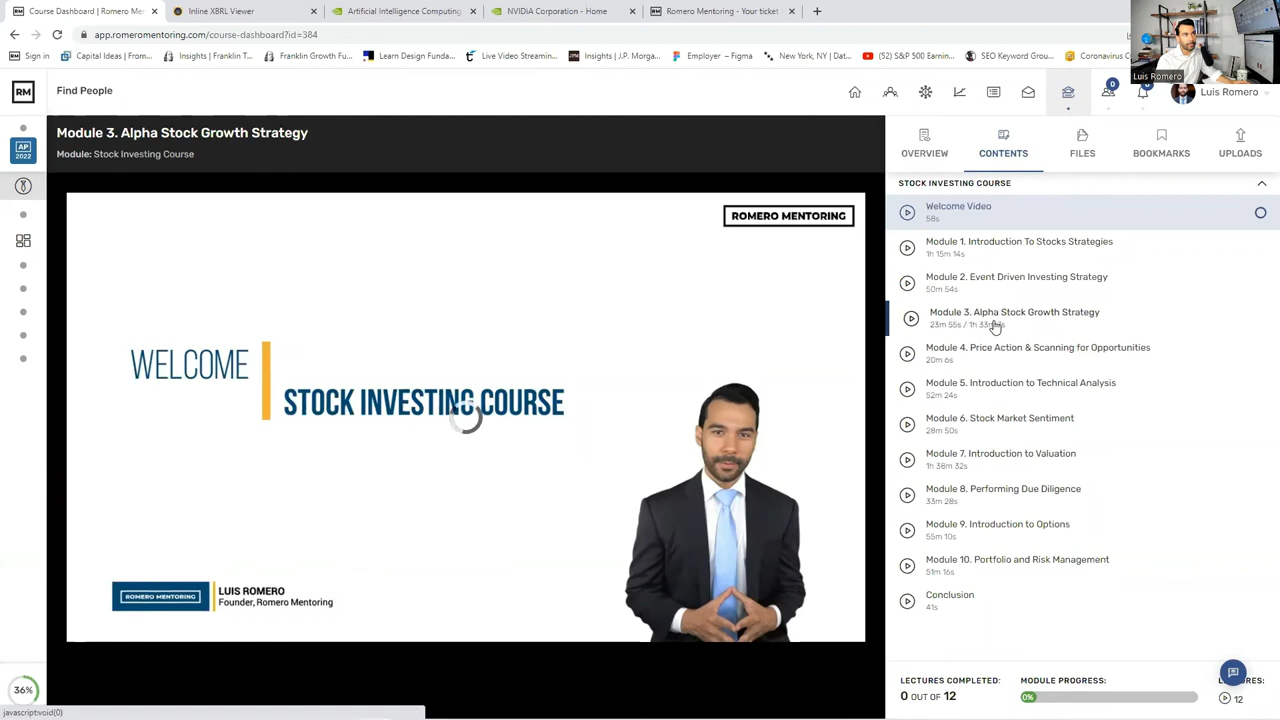 Course Dashboard | Romero Men
Inline XBRL Viewer
Artificial Intelligence Computing
NVIDIA Corporation - Home
Romero Mentoring - Your ticket
app.romeromentoring.com/course-dashboard?id=384
Sign in
Capital Ideas | From...
Insights | Franklin T...
Franklin Growth Fu...
Learn Design Funda...
Live Video Streamin...
Insights | J.P. Morga...
Employer – Figma
New York, NY | Dat...
(52) S&P 500 Earnin...
SEO Keyword Grou...
Coronavirus C
Luis Romero
RM
Find People
0
Luis Romero
AP
2022
Module 3. Alpha Stock Growth Strategy
Module: Stock Investing Course
ROMERO MENTORING
WELCOME
STOCK INVESTING COURSE
ROMERO MENTORING
LUIS ROMERO
Founder, Romero Mentoring
OVERVIEW
CONTENTS
FILES
BOOKMARKS
UPLOADS
STOCK INVESTING COURSE
Welcome Video
58s
Module 1. Introduction To Stocks Strategies
1h 15m 14s
Module 2. Event Driven Investing Strategy
50m 54s
Module 3. Alpha Stock Growth Strategy
23m 55s / 1h
Module 4. Price Action & Scanning for Opportunities
20m 6s
Module 5. Introduction to Technical Analysis
52m 24s
Module 6. Stock Market Sentiment
28m 50s
Module 7. Introduction to Valuation
1h 38m 32s
Module 8. Performing Due Diligence
33m 28s
Module 9. Introduction to Options
55m 10s
Module 10. Portfolio and Risk Management
51m 16s
Conclusion
41s
LECTURES COMPLETED:
0 OUT OF 12
MODULE PROGRESS:
0%
12
36%
javascript:void(0)